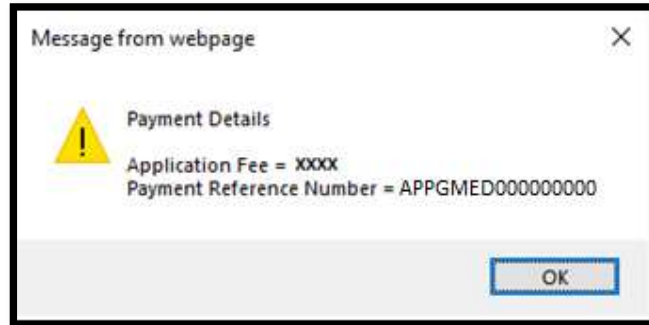 Message from webpage
Payment Details
Application Fee = XXXX
Payment Reference Number = APPGMED000000000
OK